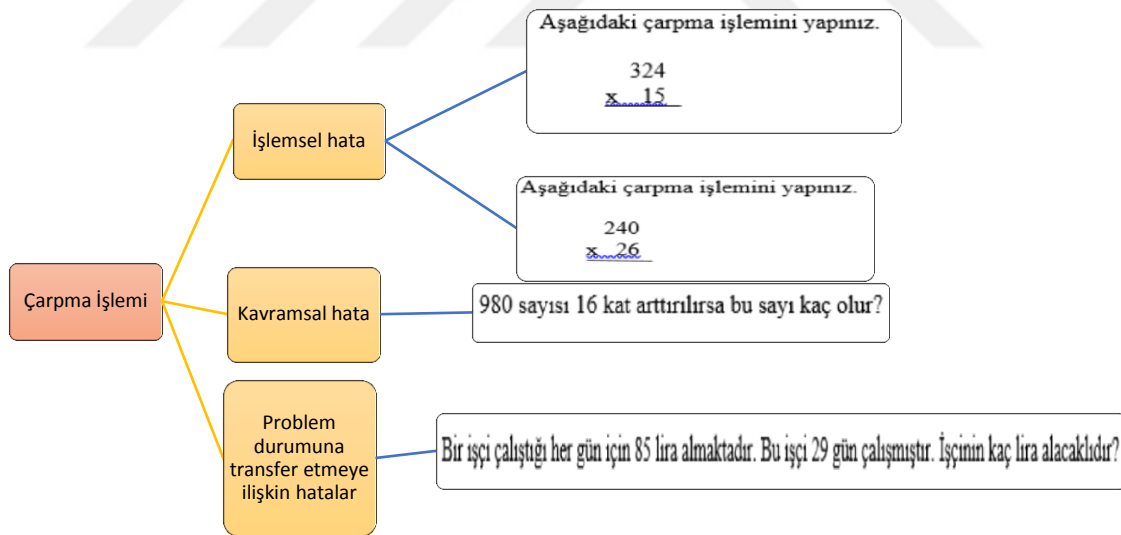 Çarpma İşlemi
İşlemsel hata
Aşağıdaki çarpma işlemini yapınız.
324
x 15
Aşağıdaki çarpma işlemini yapınız.
240
x 26
Kavramsal hata
980 sayısı 16 kat arttırılırsa bu sayı kaç olur?
Problem
durumuna
transfer etmeye
ilişkin hatalar
Bir işçi çalıştığı her gün için 85 lira almaktadır. Bu işçi 29 gün çalışmıştır. İşçinin kaç lira alacaklıdır?